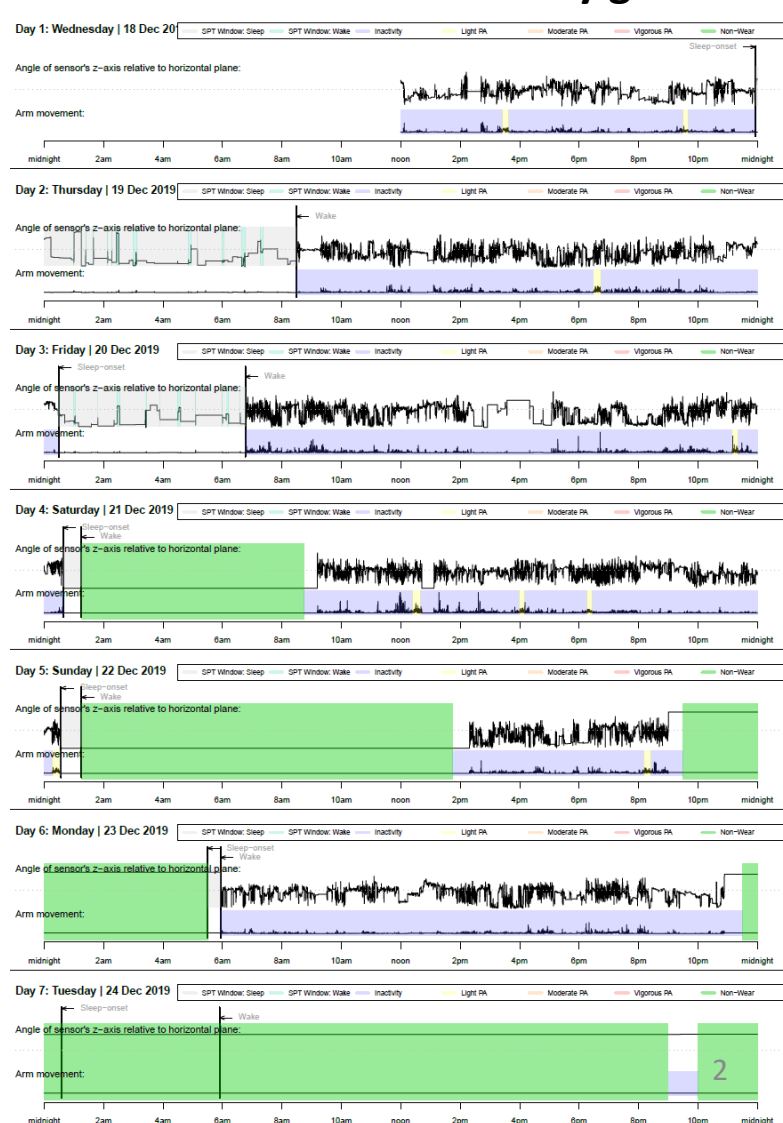 Day 1: Wednesday | 18 Dec 201
SPT Window: Sleep SPT Window: Wake Inactivity Light PA Moderate PA Vigorous PA Non-Wear
Sleep-onset
Angle of sensor's z-axis relative to horizontal plane:
Arm movement:
midnight 2am 4am 6am 8am 10am noon 2pm 4pm 6pm 8pm 10pm midnight
Day 2: Thursday | 19 Dec 2019
SPT Window: Sleep SPT Window: Wake Inactivity Light PA Moderate PA Vigorous PA Non-Wear
Wake
Angle of sensor's z-axis relative to horizontal plane:
Arm movement:
midnight 2am 4am 6am 8am 10am noon 2pm 4pm 6pm 8pm 10pm midnight
Day 3: Friday | 20 Dec 2019
SPT Window: Sleep SPT Window: Wake Inactivity Light PA Moderate PA Vigorous PA Non-Wear
Sleep-onset
Wake
Angle of sensor's z-axis relative to horizontal plane:
Arm movement:
midnight 2am 4am 6am 8am 10am noon 2pm 4pm 6pm 8pm 10pm midnight
Day 4: Saturday | 21 Dec 2019
SPT Window: Sleep SPT Window: Wake Inactivity Light PA Moderate PA Vigorous PA Non-Wear
Sleep-onset
Wake
Angle of sensor's z-axis relative to horizontal plane:
Arm movement:
midnight 2am 4am 6am 8am 10am noon 2pm 4pm 6pm 8pm 10pm midnight
Day 5: Sunday | 22 Dec 2019
SPT Window: Sleep SPT Window: Wake Inactivity Light PA Moderate PA Vigorous PA Non-Wear
Sleep-onset
Wake
Angle of sensor's z-axis relative to horizontal plane:
Arm movement:
midnight 2am 4am 6am 8am 10am noon 2pm 4pm 6pm 8pm 10pm midnight
Day 6: Monday | 23 Dec 2019
SPT Window: Sleep SPT Window: Wake Inactivity Light PA Moderate PA Vigorous PA Non-Wear
Sleep-onset
Wake
Angle of sensor's z-axis relative to horizontal plane:
Arm movement:
midnight 2am 4am 6am 8am 10am noon 2pm 4pm 6pm 8pm 10pm midnight
Day 7: Tuesday | 24 Dec 2019
SPT Window: Sleep SPT Window: Wake Inactivity Light PA Moderate PA Vigorous PA Non-Wear
Sleep-onset
Wake
Angle of sensor's z-axis relative to horizontal plane:
Arm movement:
2
midnight 2am 4am 6am 8am 10am noon 2pm 4pm 6pm 8pm 10pm midnight